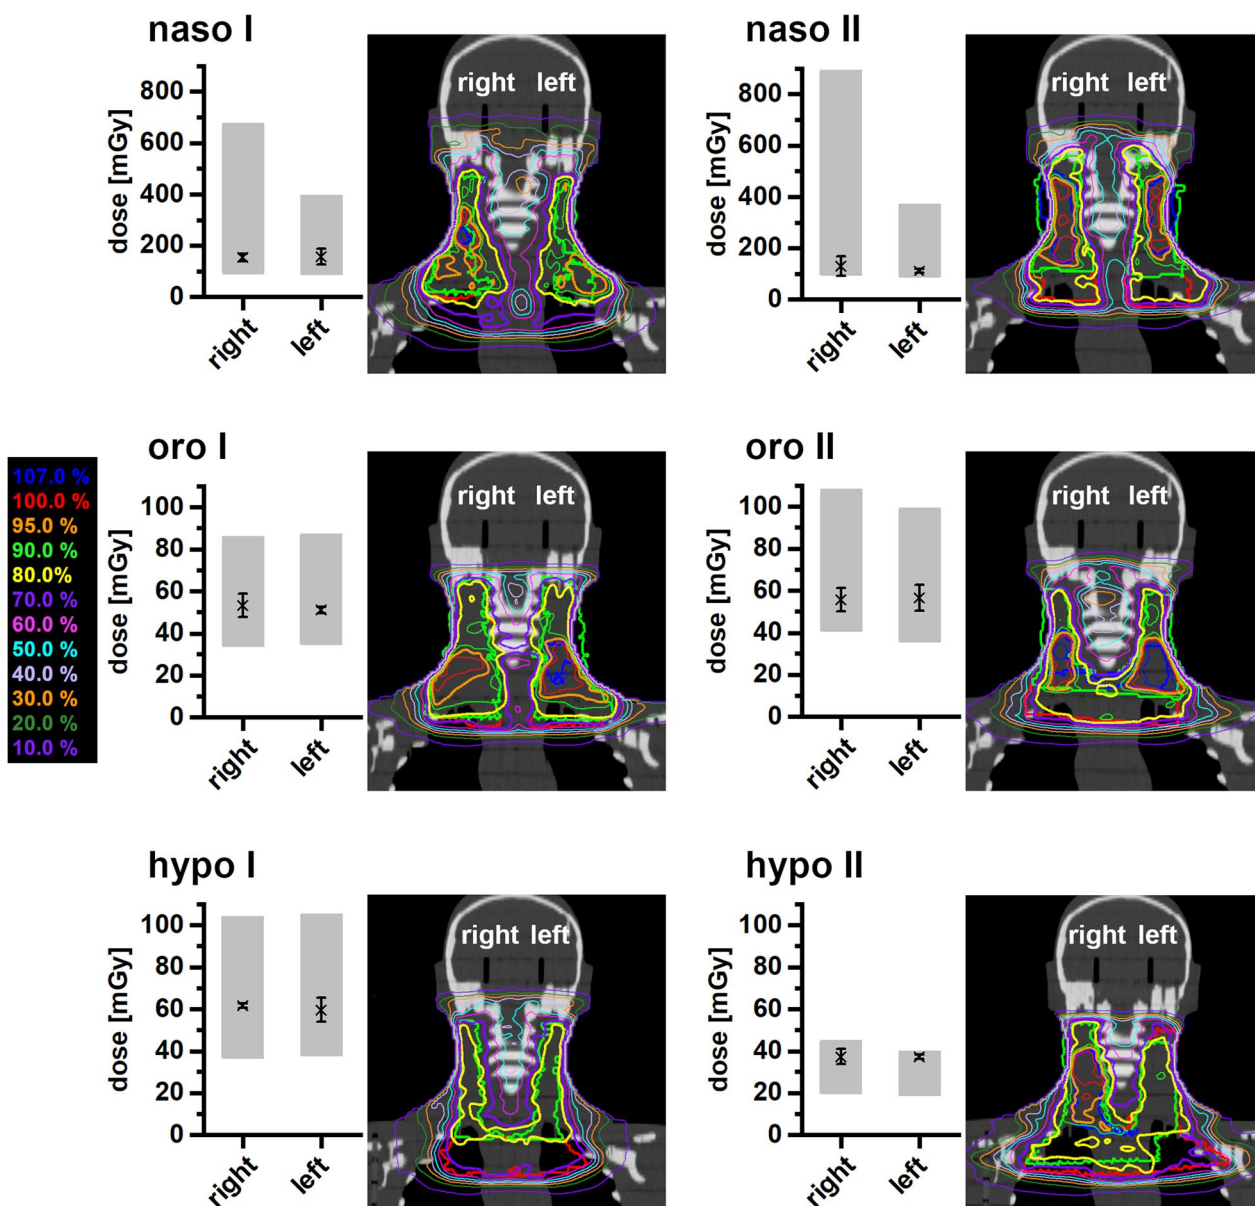 naso I
dose [mGy]
800
600
400
200
0
right
left
right left
naso II
dose [mGy]
800
600
400
200
0
right
left
right left
107.0 %
100.0 %
95.0 %
90.0 %
80.0%
70.0 %
60.0 %
50.0 %
40.0 %
30.0 %
20.0 %
10.0 %
oro I
dose [mGy]
100
80
60
40
20
0
right
left
right left
oro II
dose [mGy]
100
80
60
40
20
0
right
left
right left
hypo I
dose [mGy]
100
80
60
40
20
0
right
left
right left
hypo II
dose [mGy]
100
80
60
40
20
0
right
left
right left